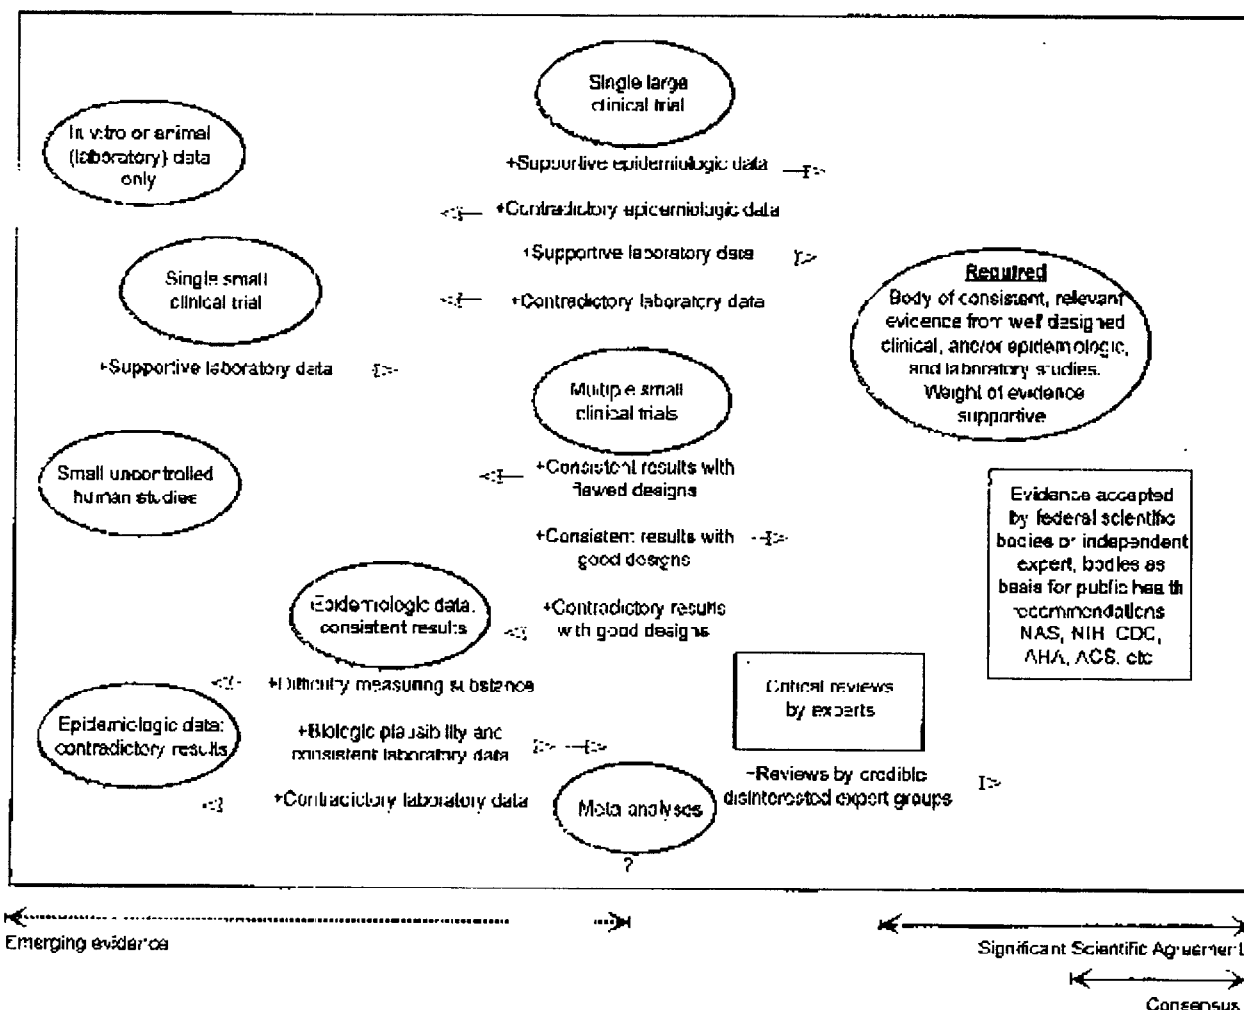 Single large
clinical trial
In vitro or animal
(laboratory) data
only
+Supportive epidemiologic data
+Contradictory epidemiologic data
+Supportive laboratory data
+Contradictory laboratory data
Single small
clinical trial
+Supportive laboratory data
Required
Body of consistent, relevant
evidence from well designed
clinical, and/or epidemiologic,
and laboratory studies.
Weight of evidence
supportive
Multiple small
clinical trials
+Consistent results with
flawed designs
+Consistent results with
good designs
+Contradictory results
with good designs
Small uncontrolled
human studies
Evidence accepted
by federal scientific
bodies or independent
expert, bodies as
basis for public health
recommendations
NAS, NIH, CDC,
AHA, ACS, etc
Epidemiologic data:
consistent results
+Difficulty measuring substance
+Biologic plausibility and
consistent laboratory data
+Contradictory laboratory data
Epidemiologic data:
contradictory results
Critical reviews
by experts
+Reviews by credible
disinterested expert groups
Meta analyses
?
Emerging evidence
Significant Scientific Agreement
Consensus